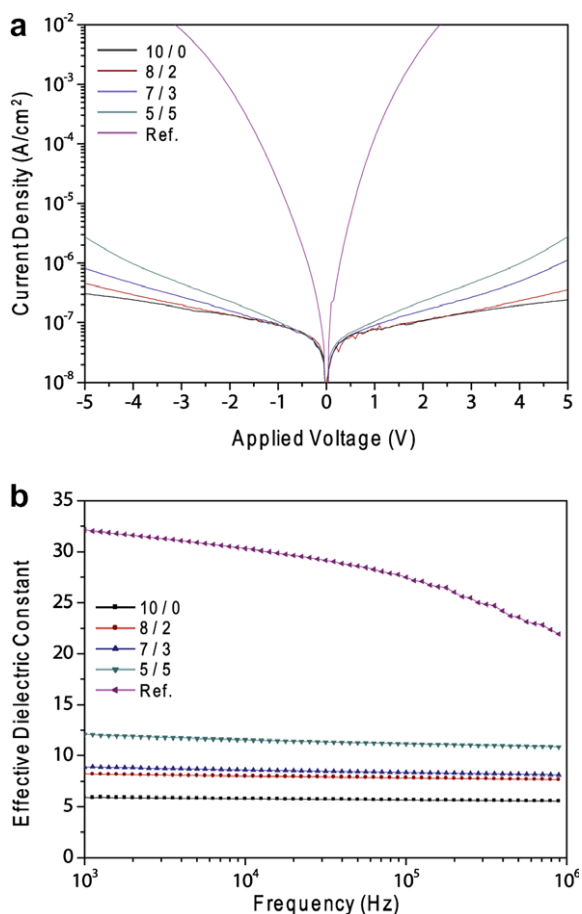 a
10^-2
10^-3
10^-4
10^-5
10^-6
10^-7
10^-8
Current Density (A/cm²)
10 / 0
8 / 2
7 / 3
5 / 5
Ref.
-5 -4 -3 -2 -1 0 1 2 3 4 5
Applied Voltage (V)
b
35
30
25
20
15
10
5
0
Effective Dielectric Constant
10 / 0
8 / 2
7 / 3
5 / 5
Ref.
10^3 10^4 10^5 10^6
Frequency (Hz)